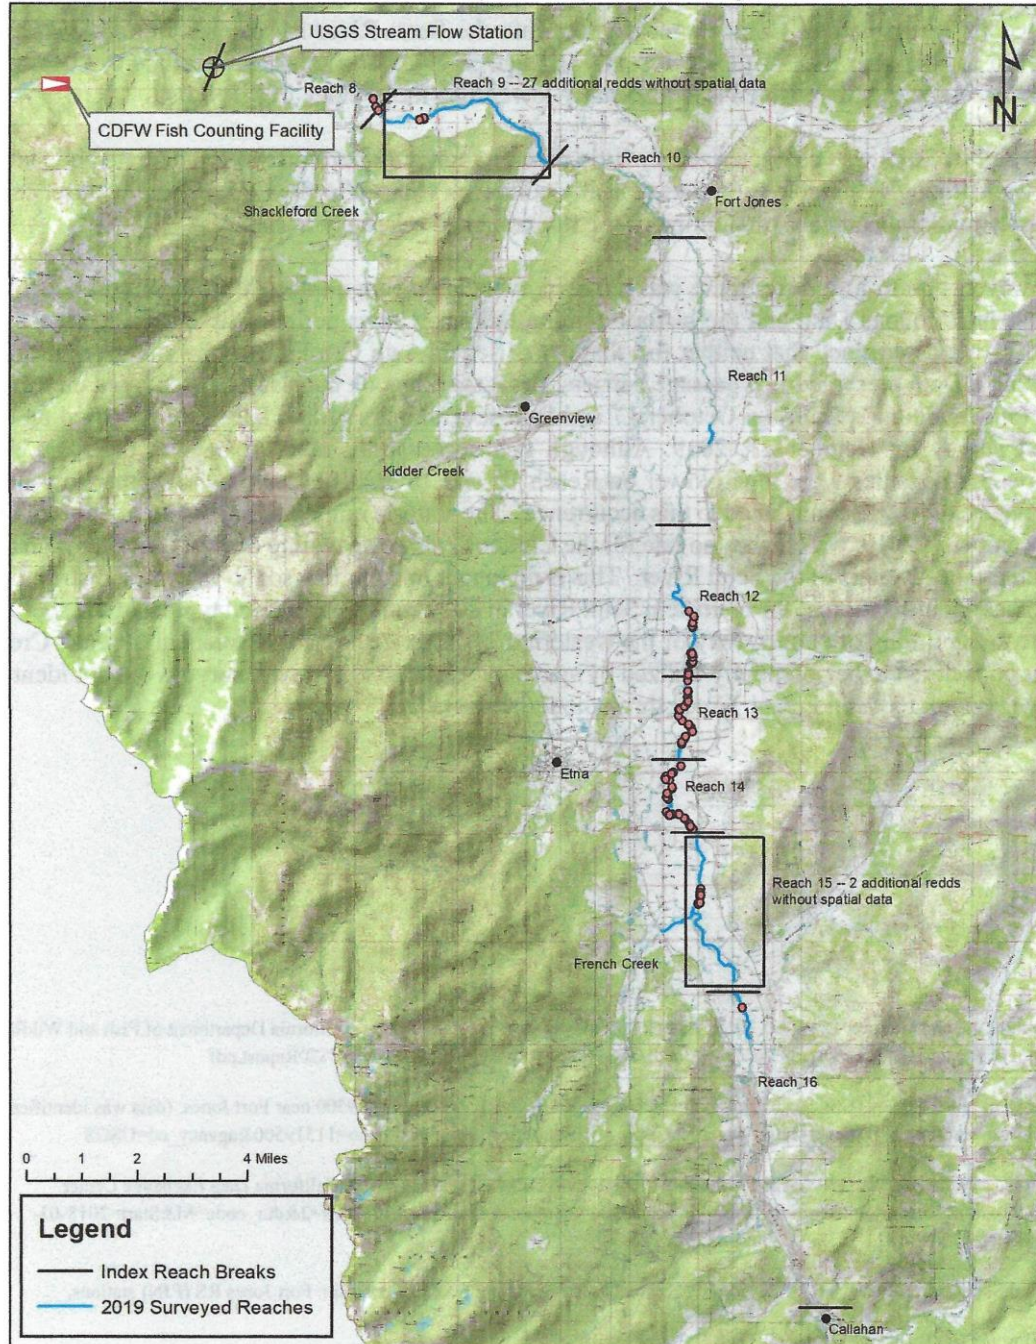 USGS Stream Flow Station
Reach 8
Reach 9 -- 27 additional redds without spatial data
CDFW Fish Counting Facility
N
Reach 10
Fort Jones
Shackleford Creek
Reach 11
Greenview
Kidder Creek
Reach 12
Reach 13
Etna
Reach 14
Reach 15 -- 2 additional redds
without spatial data
French Creek
Reach 16
0 1 2 4 Miles
Legend
Index Reach Breaks
2019 Surveyed Reaches
Callahan